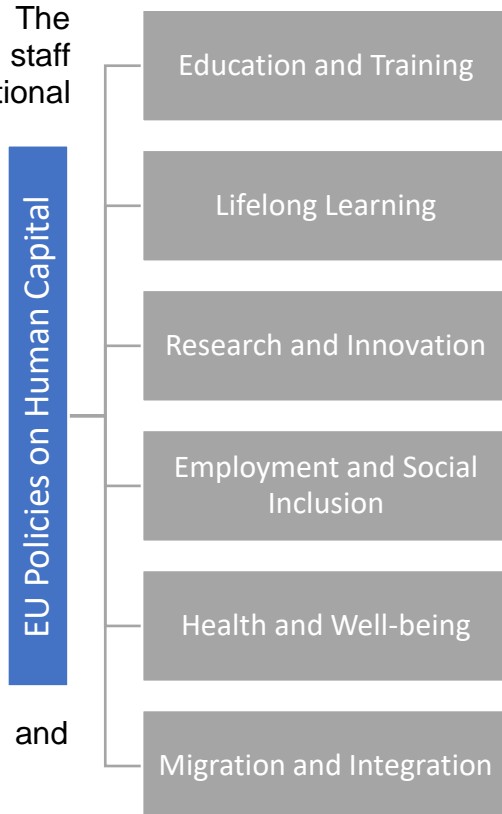 The
staff
tional
EU Policies on Human Capital
Education and Training
Lifelong Learning
Research and Innovation
Employment and Social
Inclusion
Health and Well-being
Migration and Integration
and